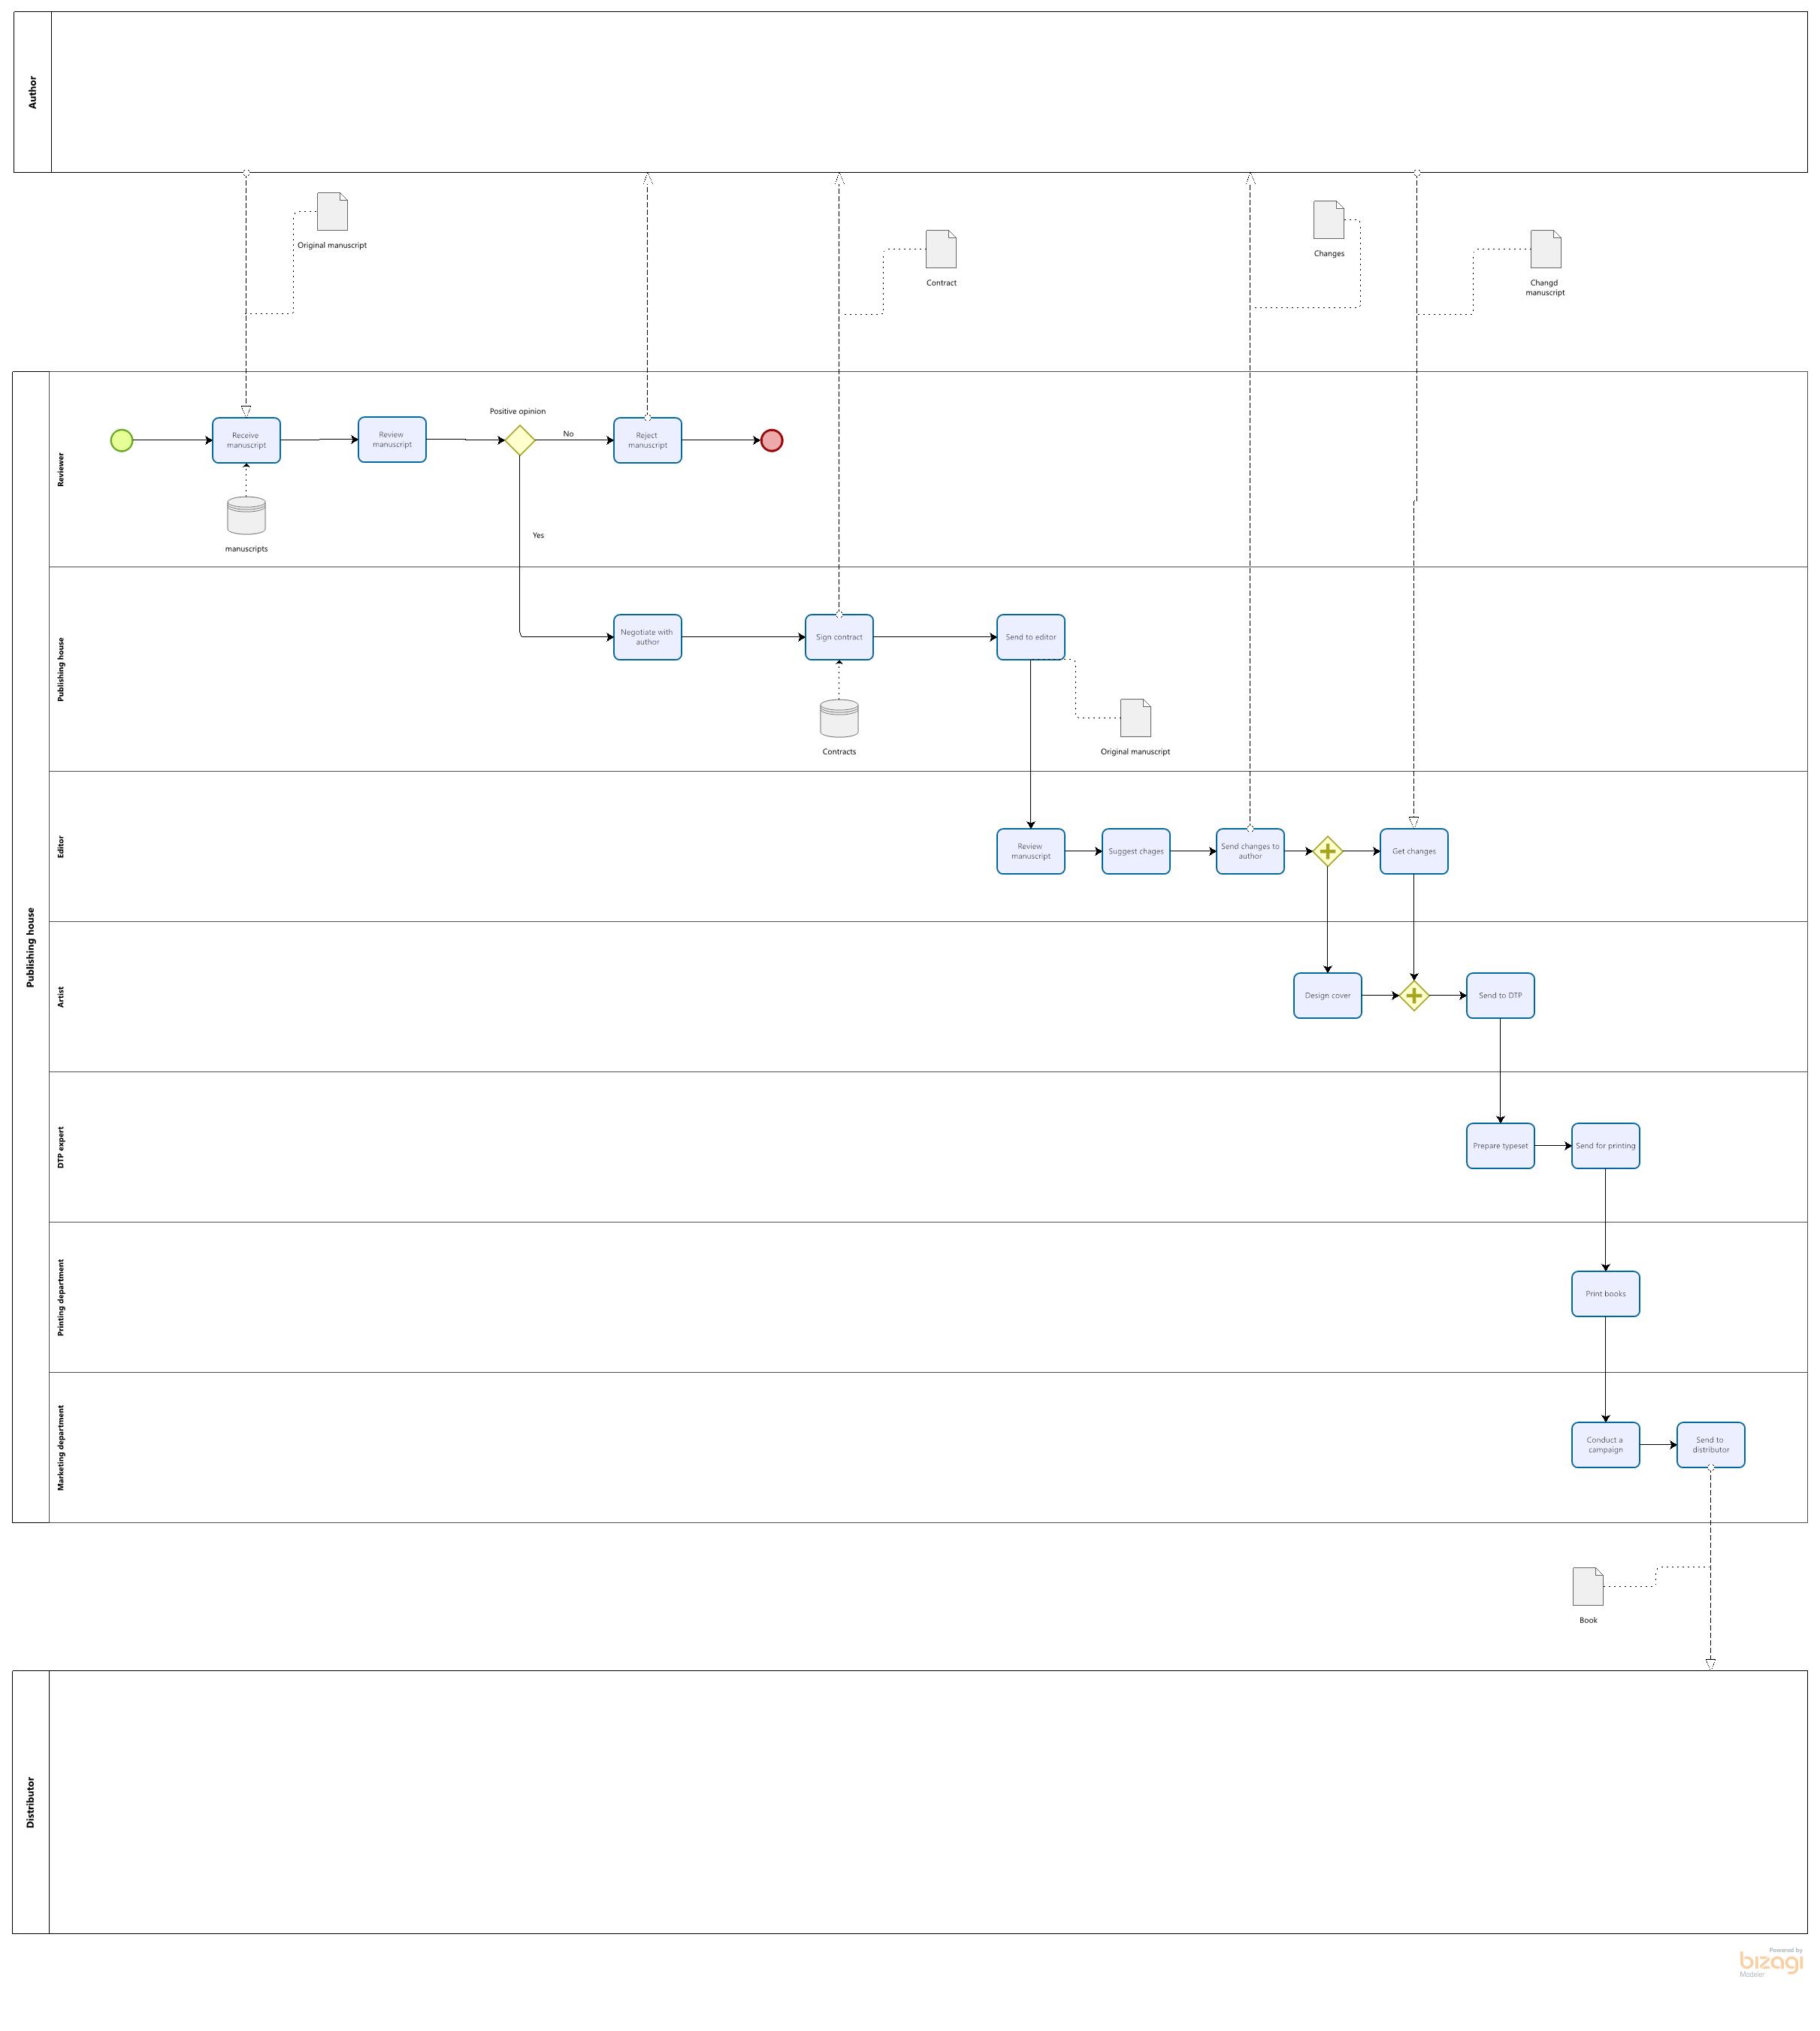 Author
Original manuscript
Contract
Changes
Changd
manuscript
Publishing house
Reviewer
Positive opinion
Receive
manuscript
Review
manuscript
No
Reject
manuscript
Yes
manuscripts
Publishing house
Negotiate with
author
Sign contract
Send to editor
Contracts
Original manuscript
Editor
Review
manuscript
Suggest chages
Send changes to
author
Get changes
Artist
Design cover
Send to DTP
DTP expert
Prepare typeset
Send for printing
Printing department
Print books
Marketing department
Conduct a
campaign
Send to
distributor
Book
Distributor
Powered by
bizagi
Modeler